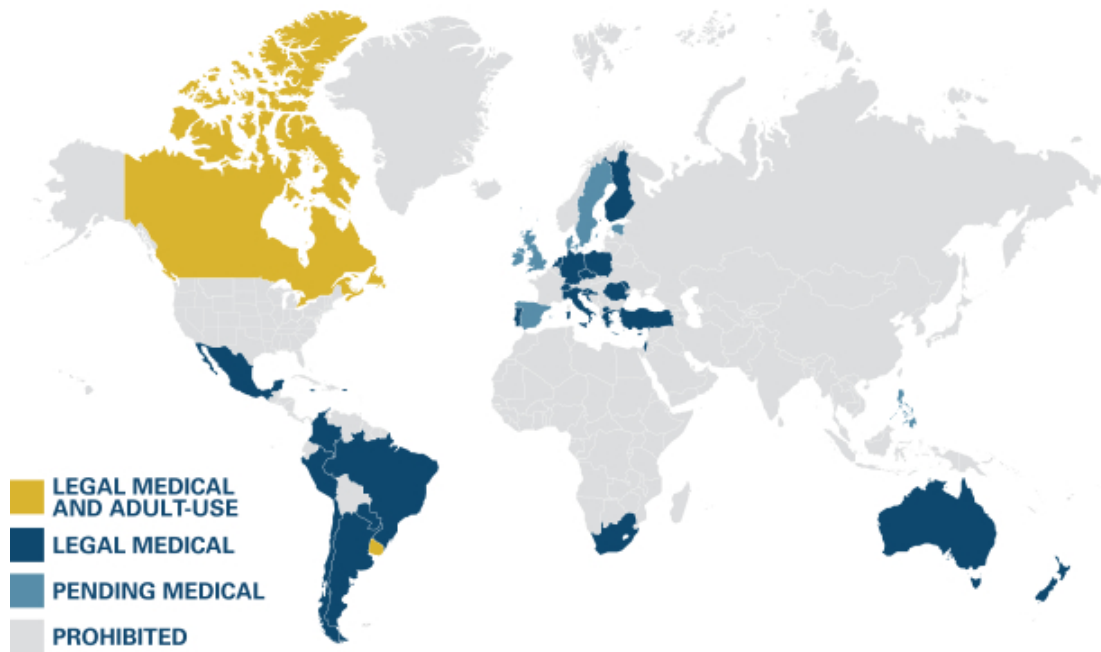 LEGAL MEDICAL
AND ADULT-USE
LEGAL MEDICAL
PENDING MEDICAL
PROHIBITED